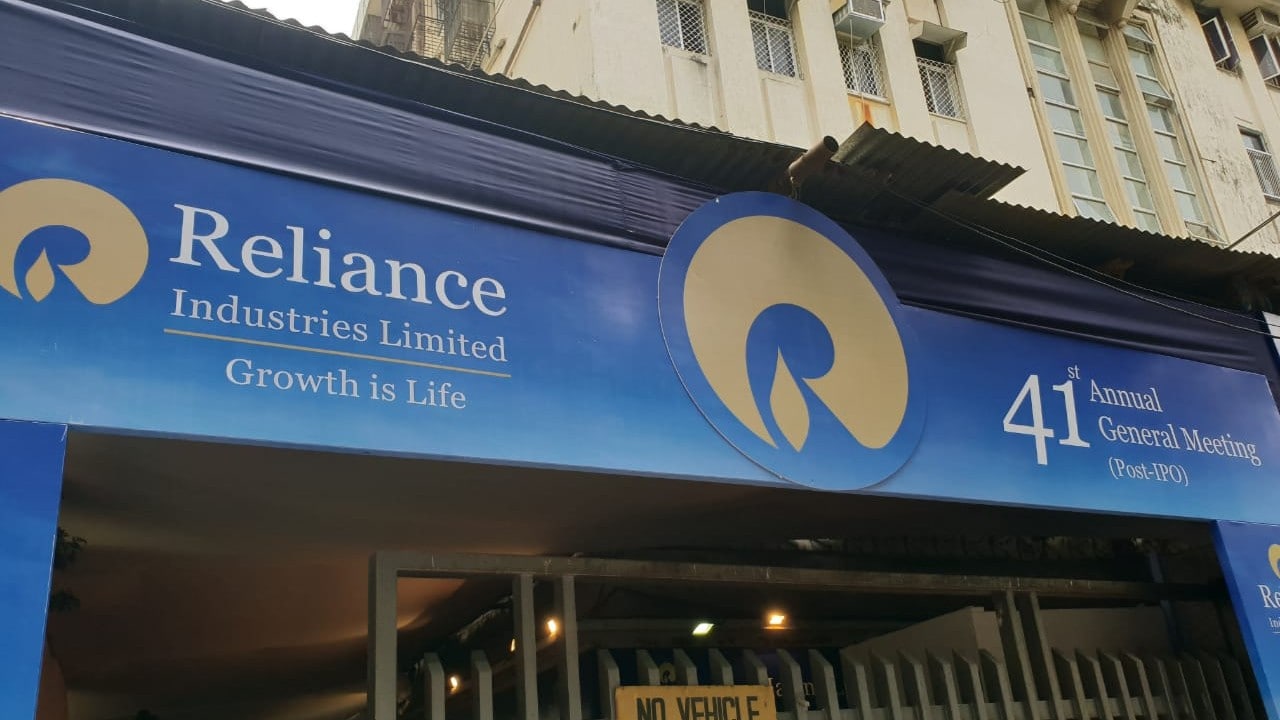 Reliance
Industries Limited
Growth is Life
41st Annual
General Meeting
(Post-IPO)
NO VEHICLE